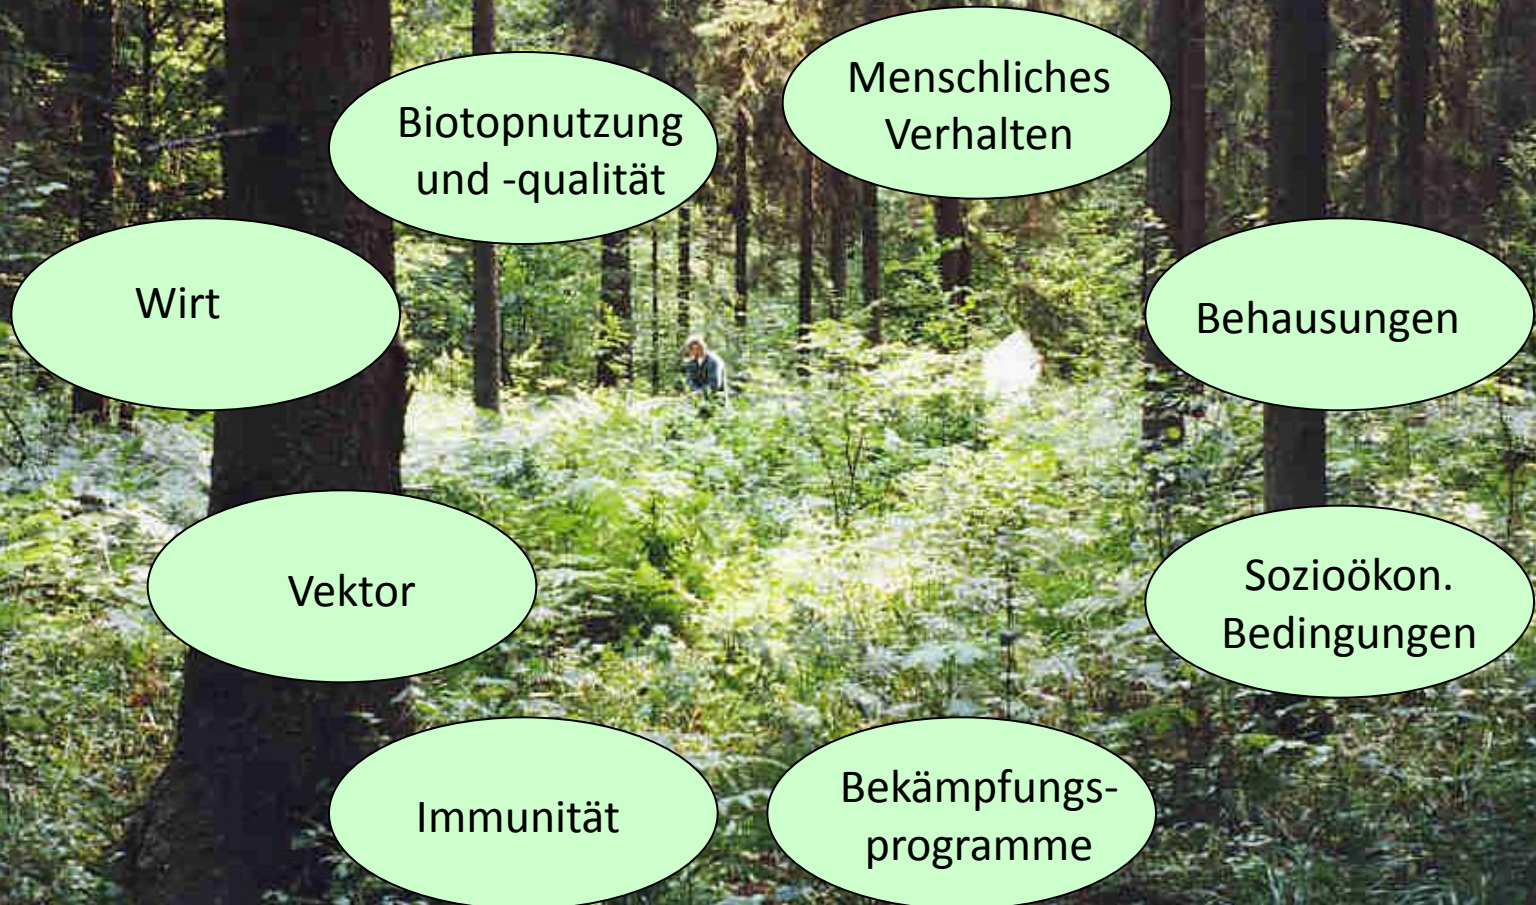 Menschliches
Verhalten
Biotopnutzung
und -qualität
Wirt
Behausungen
Vektor
Sozioökon.
Bedingungen
Immunität
Bekämpfungs-
programme